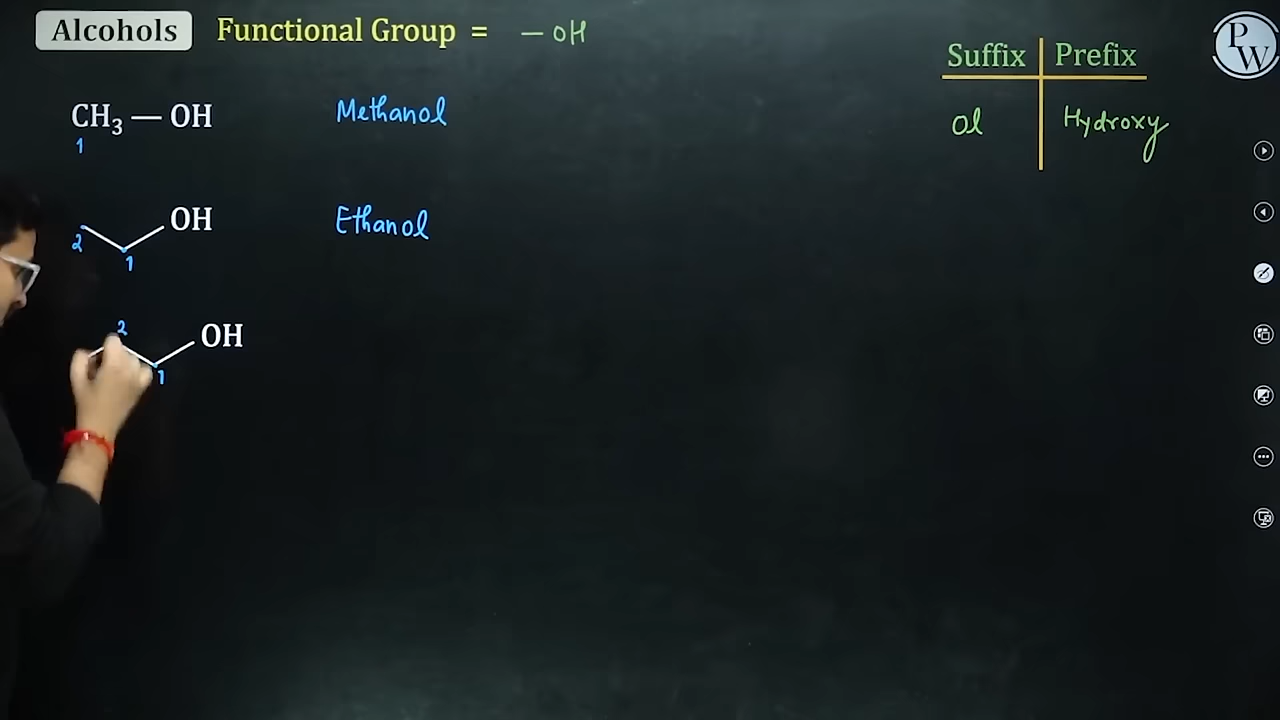 Alcohols Functional Group = — OH
Suffix Prefix
ol Hydroxy
CH₃ — OH Methanol
1
OH Ethanol
2
1
2
OH
1
PW